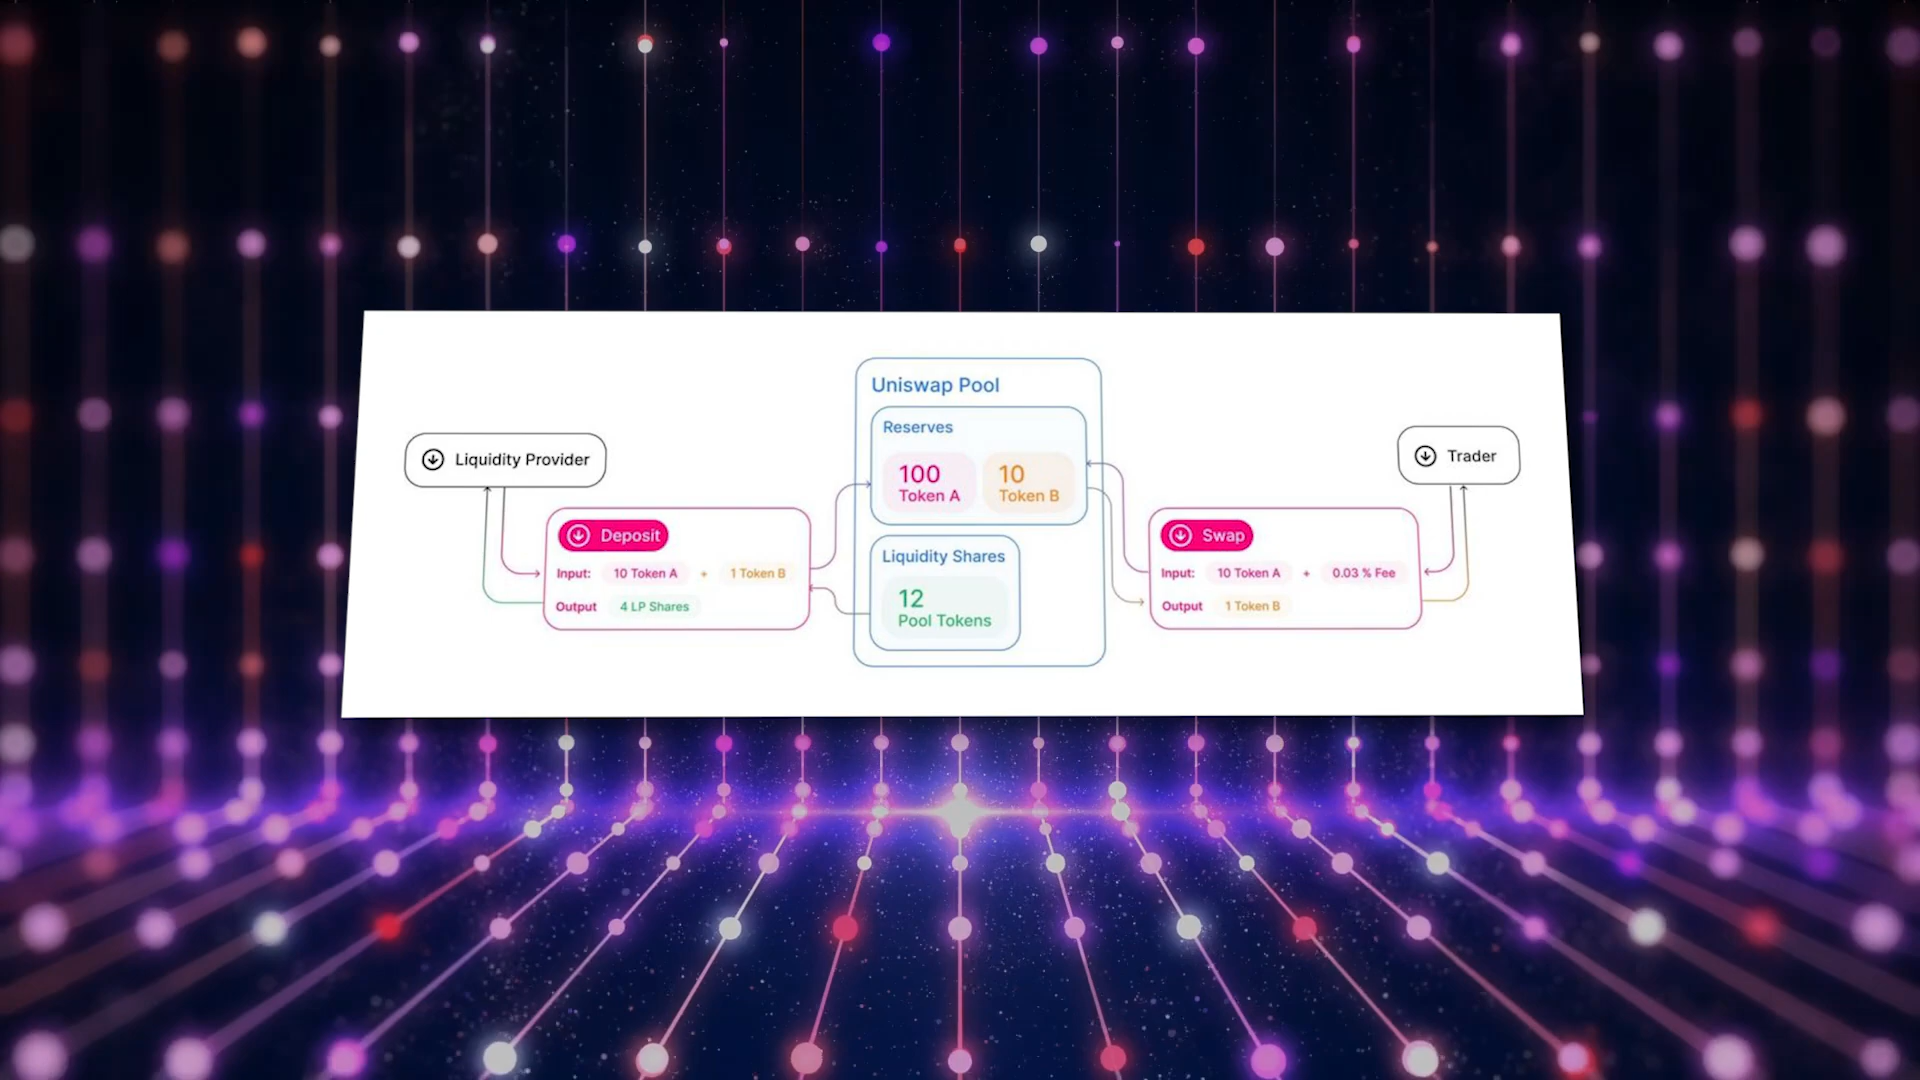 Liquidity Provider
Deposit
Input: 10 Token A + 1 Token B
Output 4 LP Shares
Uniswap Pool
Reserves
100 Token A
10 Token B
Liquidity Shares
12
Pool Tokens
Trader
Swap
Input: 10 Token A + 0.03 % Fee
Output 1 Token B